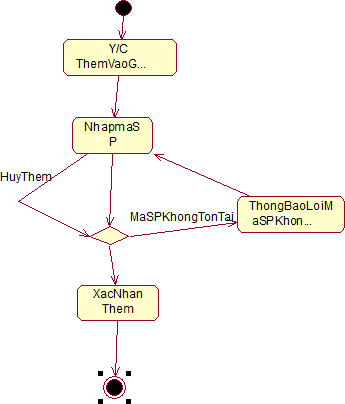 Y/C
ThemVaoG...
NhapmaS
P
HuyThem
MaSPKhongTonTai
ThongBaoLoiM
aSPKhon...
XacNhan
Them